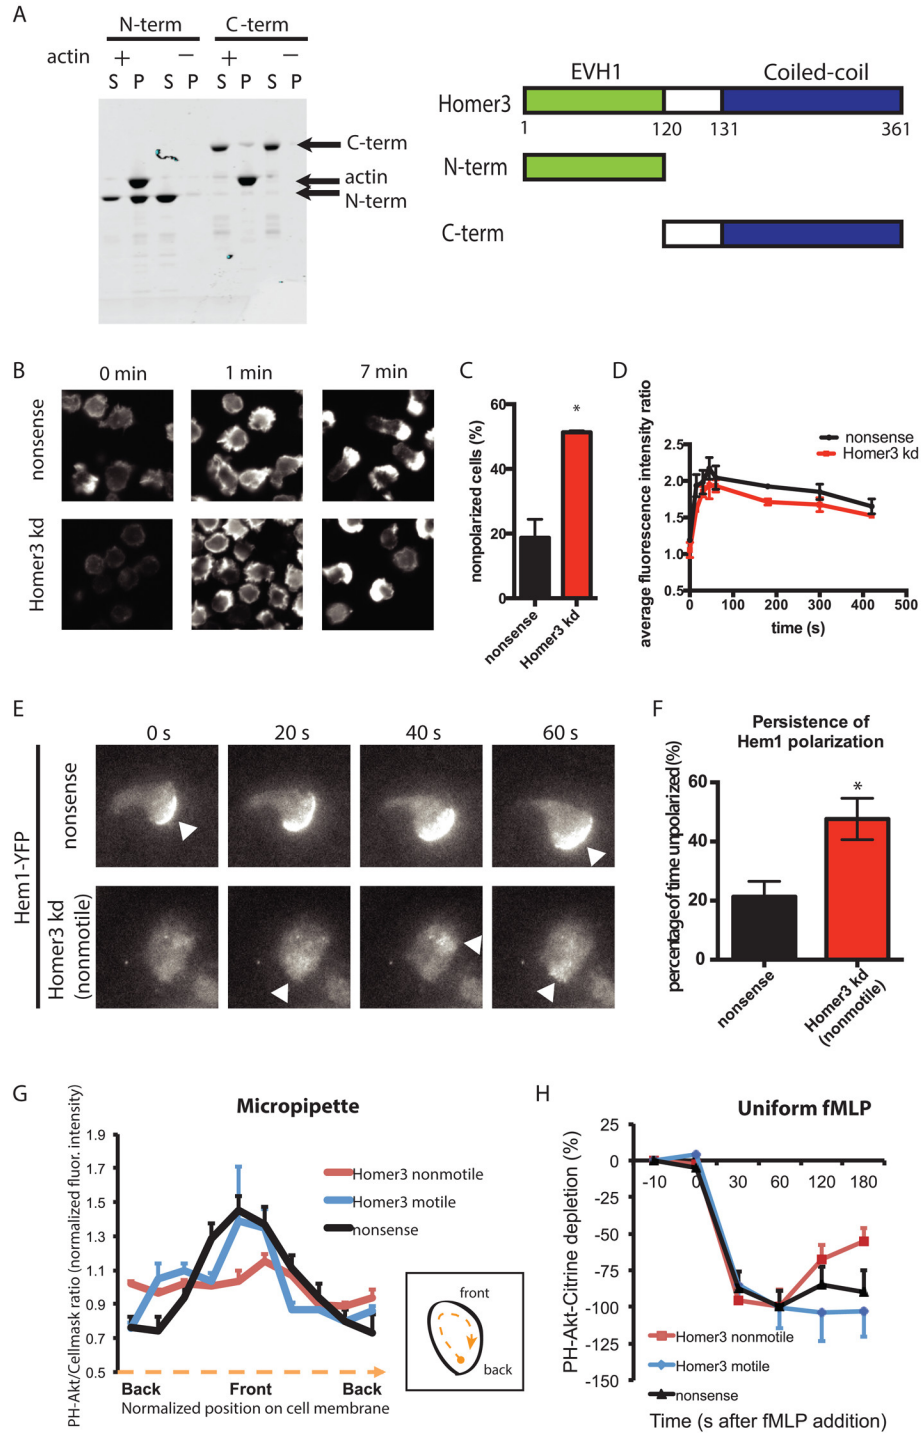 A
N-term
C-term
actin
+
—
+
—
S P S P
S P S P
C-term
actin
N-term
EVH1
Coiled-coil
Homer3
1
120
131
361
N-term
C-term
B
0 min
1 min
7 min
nonsense
Homer3 kd
C
nonpolarized cells (%)
60
40
20
0
*
nonsense
Homer3 kd
D
average fluorescence intensity ratio
2.5
2.0
1.5
1.0
0.5
0
100
200
300
400
500
time (s)
nonsense
Homer3 kd
E
0 s
20 s
40 s
60 s
Hem1-YFP
nonsense
Homer3 kd
(nonmotile)
F
Persistence of
Hem1 polarization
percentage of time unpolarized (%)
60
40
20
0
*
nonsense
Homer3 kd
(nonmotile)
G
Micropipette
PH-Akt/Cellmask ratio (normalized fluor. intensity)
1.9
1.7
1.5
1.3
1.1
0.9
0.7
0.5
Homer3 nonmotile
Homer3 motile
nonsense
Back
Front
Back
Normalized position on cell membrane
front
back
H
Uniform fMLP
PH-Akt-Citrine depletion (%)
25
0
-25
-50
-75
-100
-125
-150
-10
0
30
60
120
180
Homer3 nonmotile
Homer3 motile
nonsense
Time (s after fMLP addition)